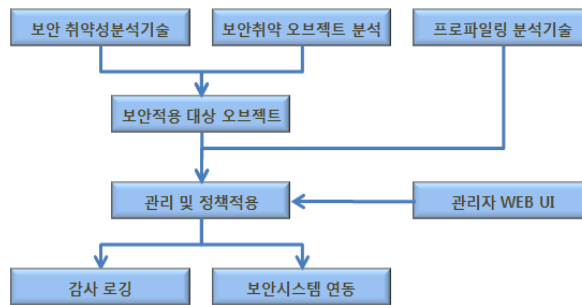 보안 취약성분석기술
보안취약 오브젝트 분석
프로파일링 분석기술
보안적용 대상 오브젝트
관리 및 정책적용
관리자 WEB UI
감사 로깅
보안시스템 연동